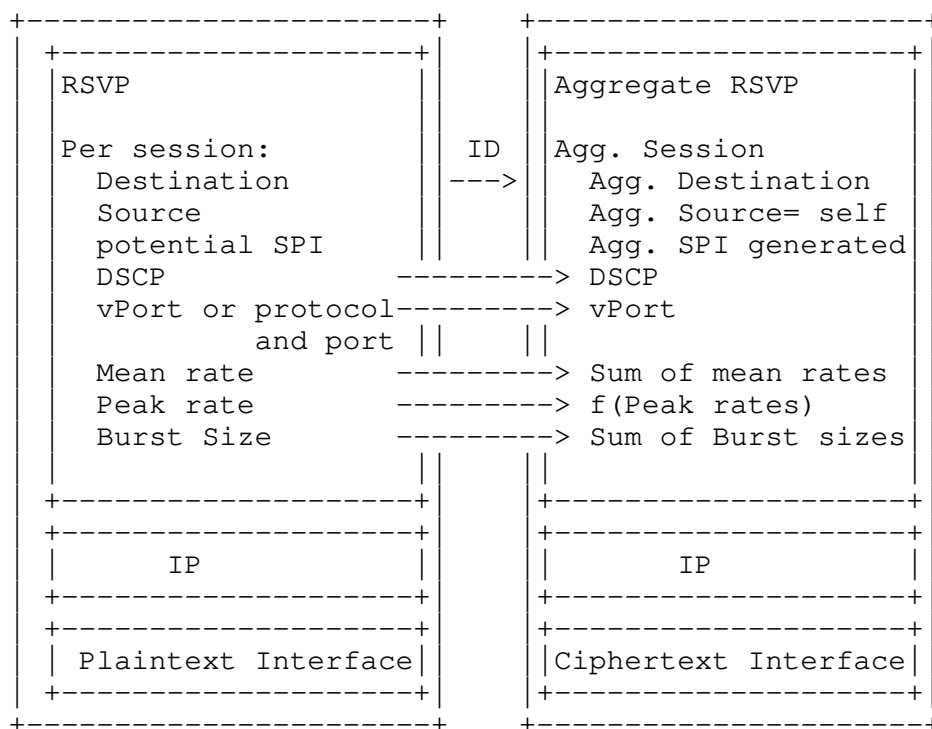 RSVP Aggregate RSVP
Per session: ID Agg. Session
Destination ---> Agg. Destination
Source Agg. Source= self
potential SPI Agg. SPI generated
DSCP ---------> DSCP
vPort or protocol---------> vPort
and port
Mean rate ---------> Sum of mean rates
Peak rate ---------> f(Peak rates)
Burst Size ---------> Sum of Burst sizes
IP IP
Plaintext Interface Ciphertext Interface